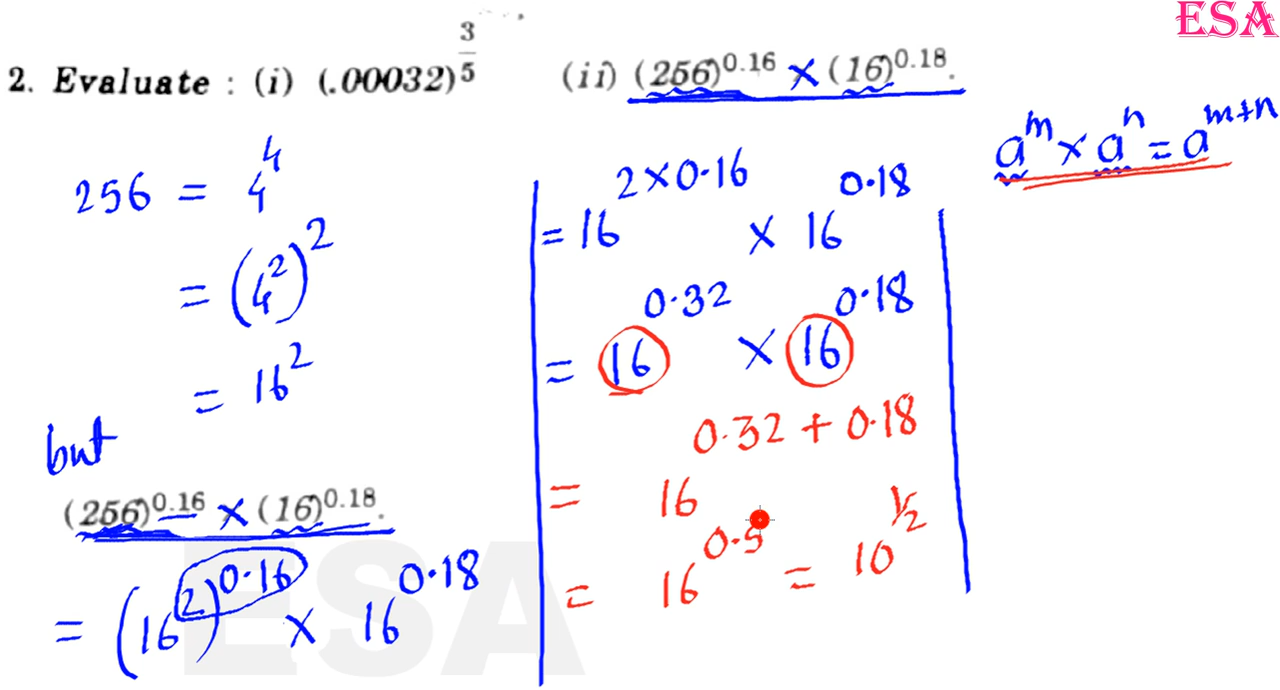 ESA
2. Evaluate : (i) (.00032)^(3/5) (ii) (256)^0.16 × (16)^0.18.
a^m × a^n = a^(m+n)
256 = 4^4
= (4^2)^2
= 16^2
but
(256)^0.16 × (16)^0.18.
= (16^2)^0.16 × 16^0.18
= 16^(2×0.16) × 16^0.18
= 16^0.32 × 16^0.18
= 16^(0.32 + 0.18)
= 16^0.5 = 10^(1/2)
ESA